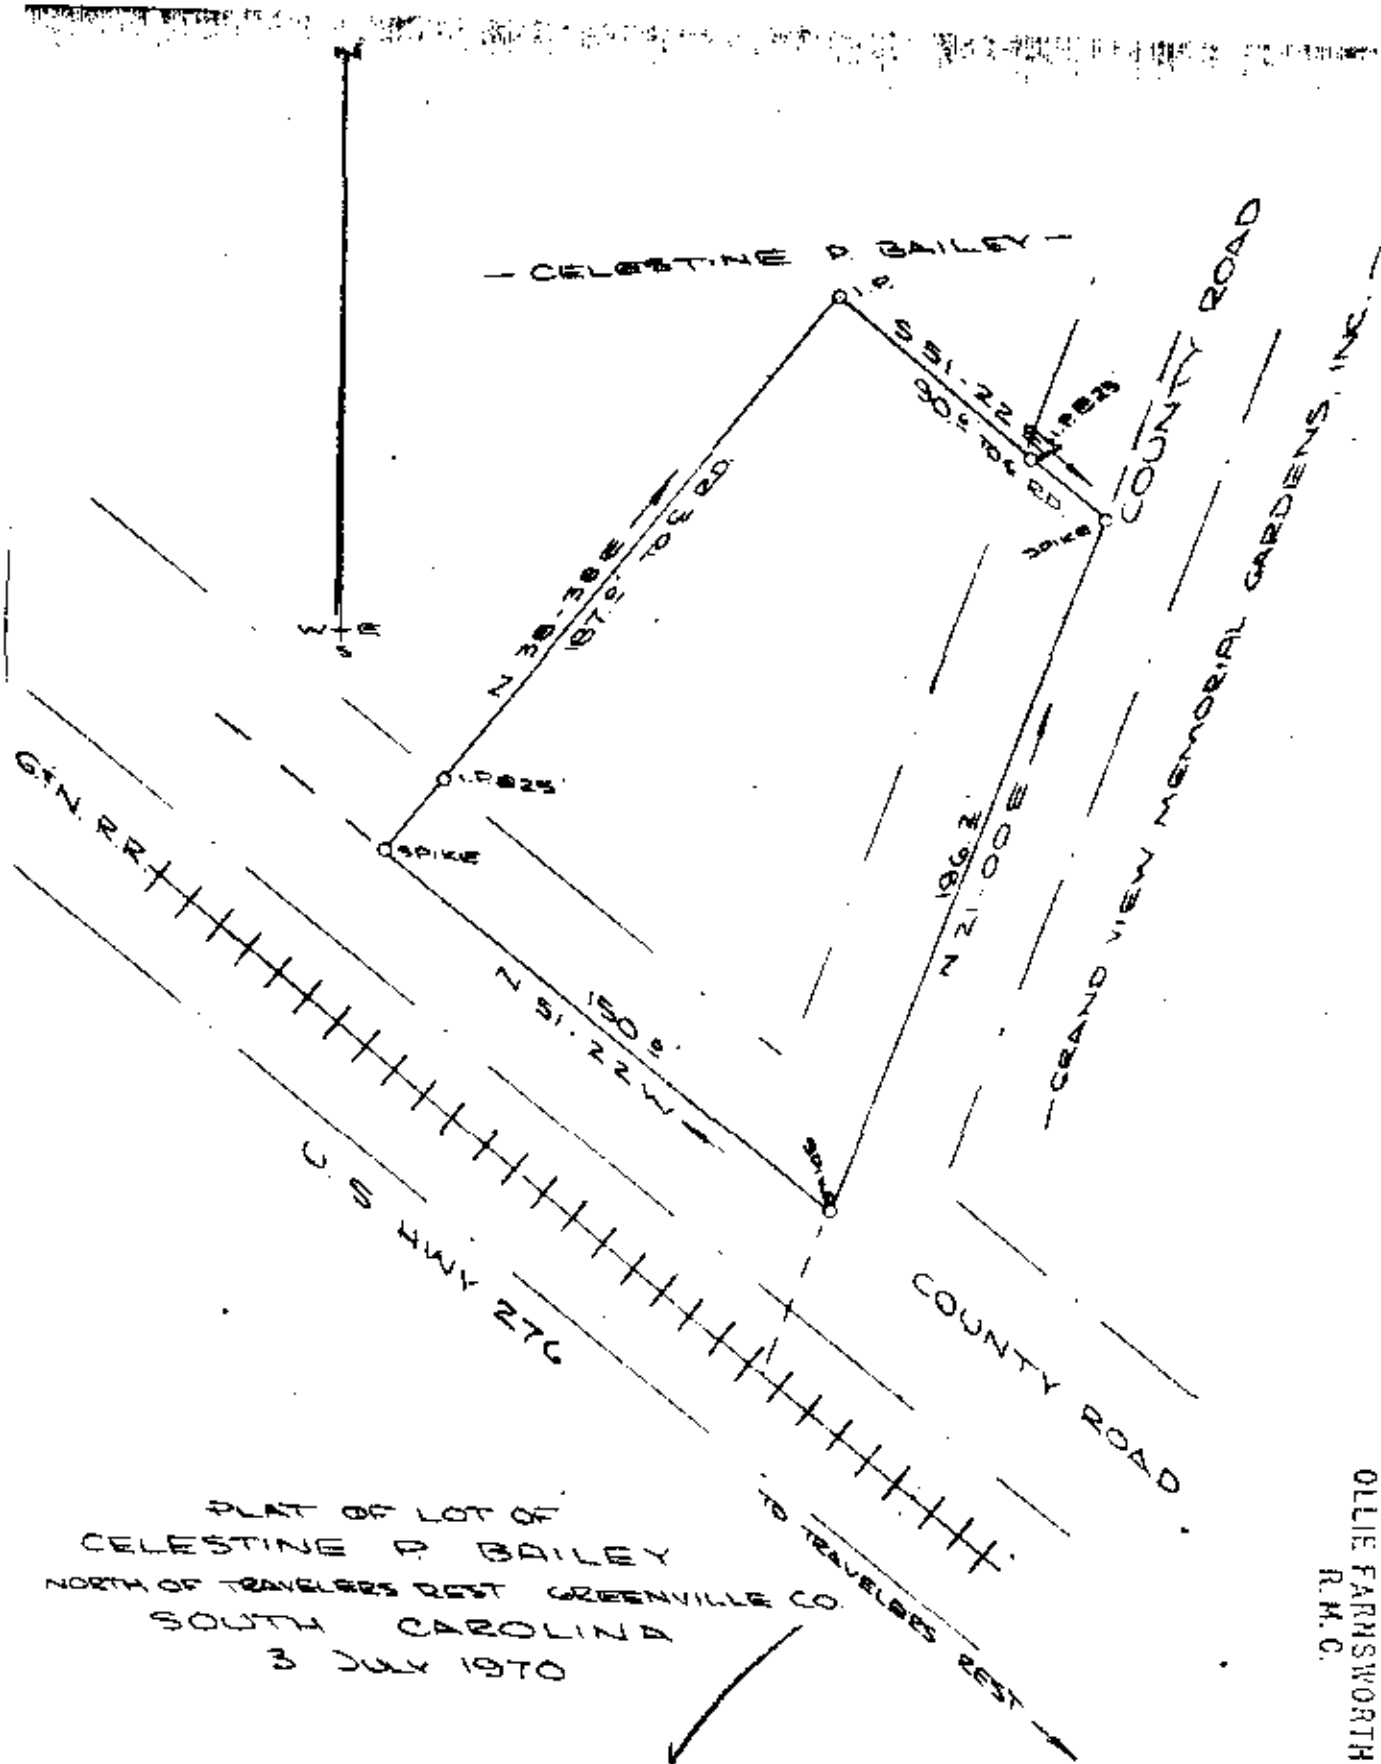 N
W E
S
- CELESTINE P. BAILEY -
I.P.
S 51-22 E
90.0 TO ℄ RD.
I.P.@25'
SPIKE
COUNTY ROAD
- GRAND VIEW MEMORIAL GARDENS, INC. -
N 38-38 E
187.0' TO ℄ RD.
I.P.@25'
SPIKE
G.&N. R.R.
196.2
N 21-00 E
150.0'
N 51-22 W
SPIKE
U.S HWY 276
COUNTY ROAD
TO TRAVELERS REST
PLAT OF LOT OF
CELESTINE P. BAILEY
NORTH OF TRAVELERS REST GREENVILLE CO.
SOUTH CAROLINA
3 JULY 1970
OLLIE FARNSWORTH
R.M.C.